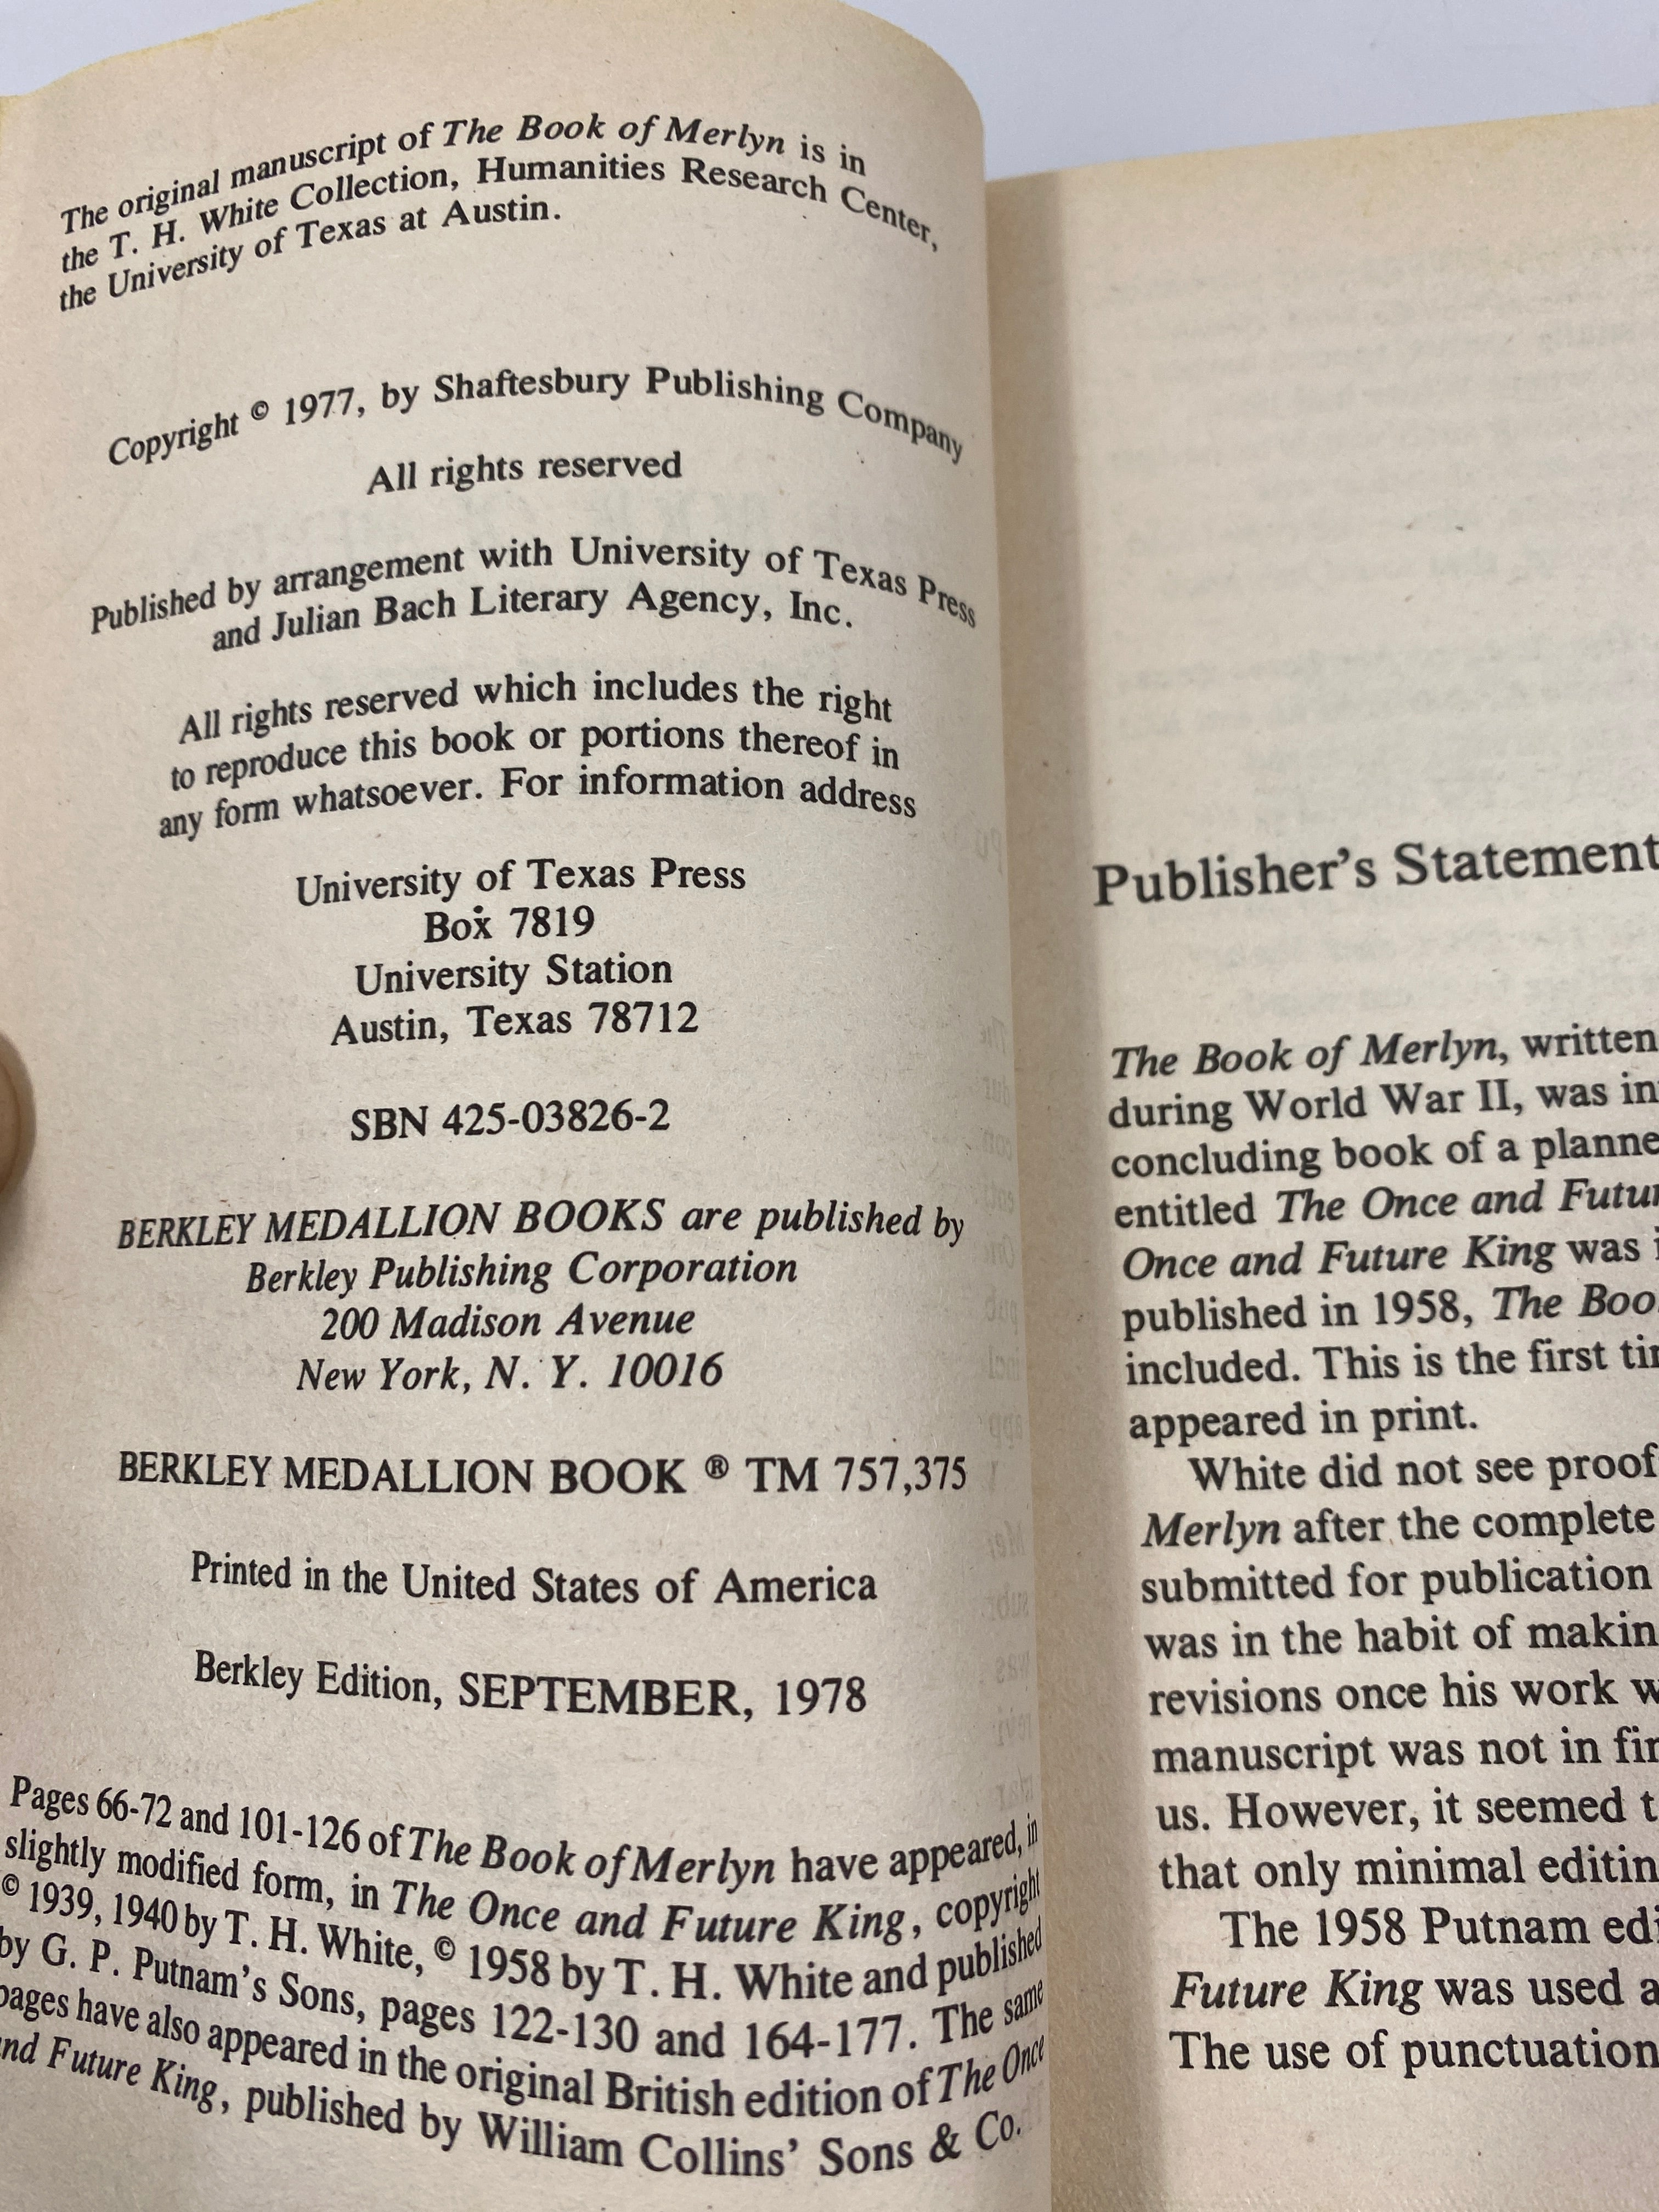 The original manuscript of The Book of Merlyn is in
the T. H. White Collection, Humanities Research Center,
the University of Texas at Austin.
Copyright © 1977, by Shaftesbury Publishing Company
All rights reserved
Published by arrangement with University of Texas Press
and Julian Bach Literary Agency, Inc.
All rights reserved which includes the right
to reproduce this book or portions thereof in
any form whatsoever. For information address
University of Texas Press
Box 7819
University Station
Austin, Texas 78712
SBN 425-03826-2
BERKLEY MEDALLION BOOKS are published by
Berkley Publishing Corporation
200 Madison Avenue
New York, N. Y. 10016
BERKLEY MEDALLION BOOK ® TM 757,375
Printed in the United States of America
Berkley Edition, SEPTEMBER, 1978
Pages 66-72 and 101-126 of The Book of Merlyn have appeared, in
slightly modified form, in The Once and Future King, copyright
© 1939, 1940 by T. H. White, © 1958 by T. H. White and published
by G. P. Putnam's Sons, pages 122-130 and 164-177. The same
pages have also appeared in the original British edition of The Once
and Future King, published by William Collins' Sons & Co.
Publisher's Statement
The Book of Merlyn, written
during World War II, was in
concluding book of a planne
entitled The Once and Futur
Once and Future King was i
published in 1958, The Boo
included. This is the first tim
appeared in print.
White did not see proof
Merlyn after the complete
submitted for publication
was in the habit of makin
revisions once his work w
manuscript was not in fin
us. However, it seemed t
that only minimal editin
The 1958 Putnam edi
Future King was used a
The use of punctuation